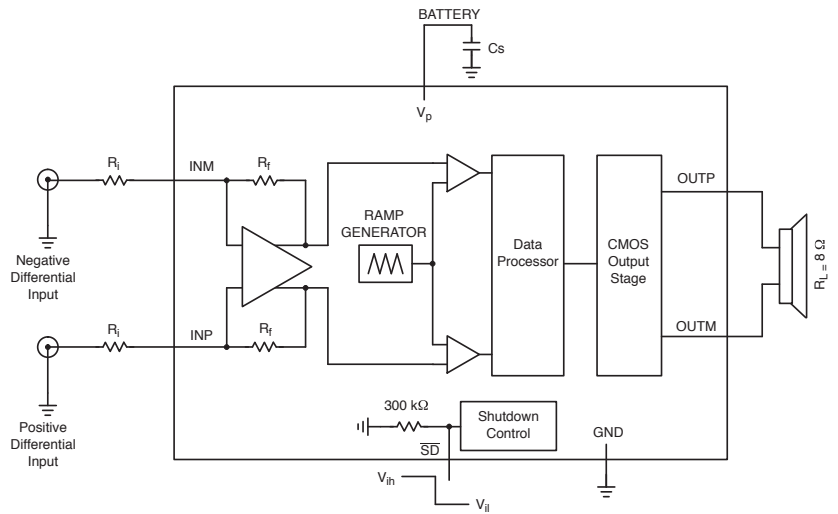 BATTERY
Cs
Vp
Ri
INM
Rf
Negative
Differential
Input
RAMP
GENERATOR
Data
Processor
CMOS
Output
Stage
OUTP
RL = 8 Ω
OUTM
Ri
INP
Rf
Positive
Differential
Input
300 kΩ
Shutdown
Control
SD
GND
Vih
Vil